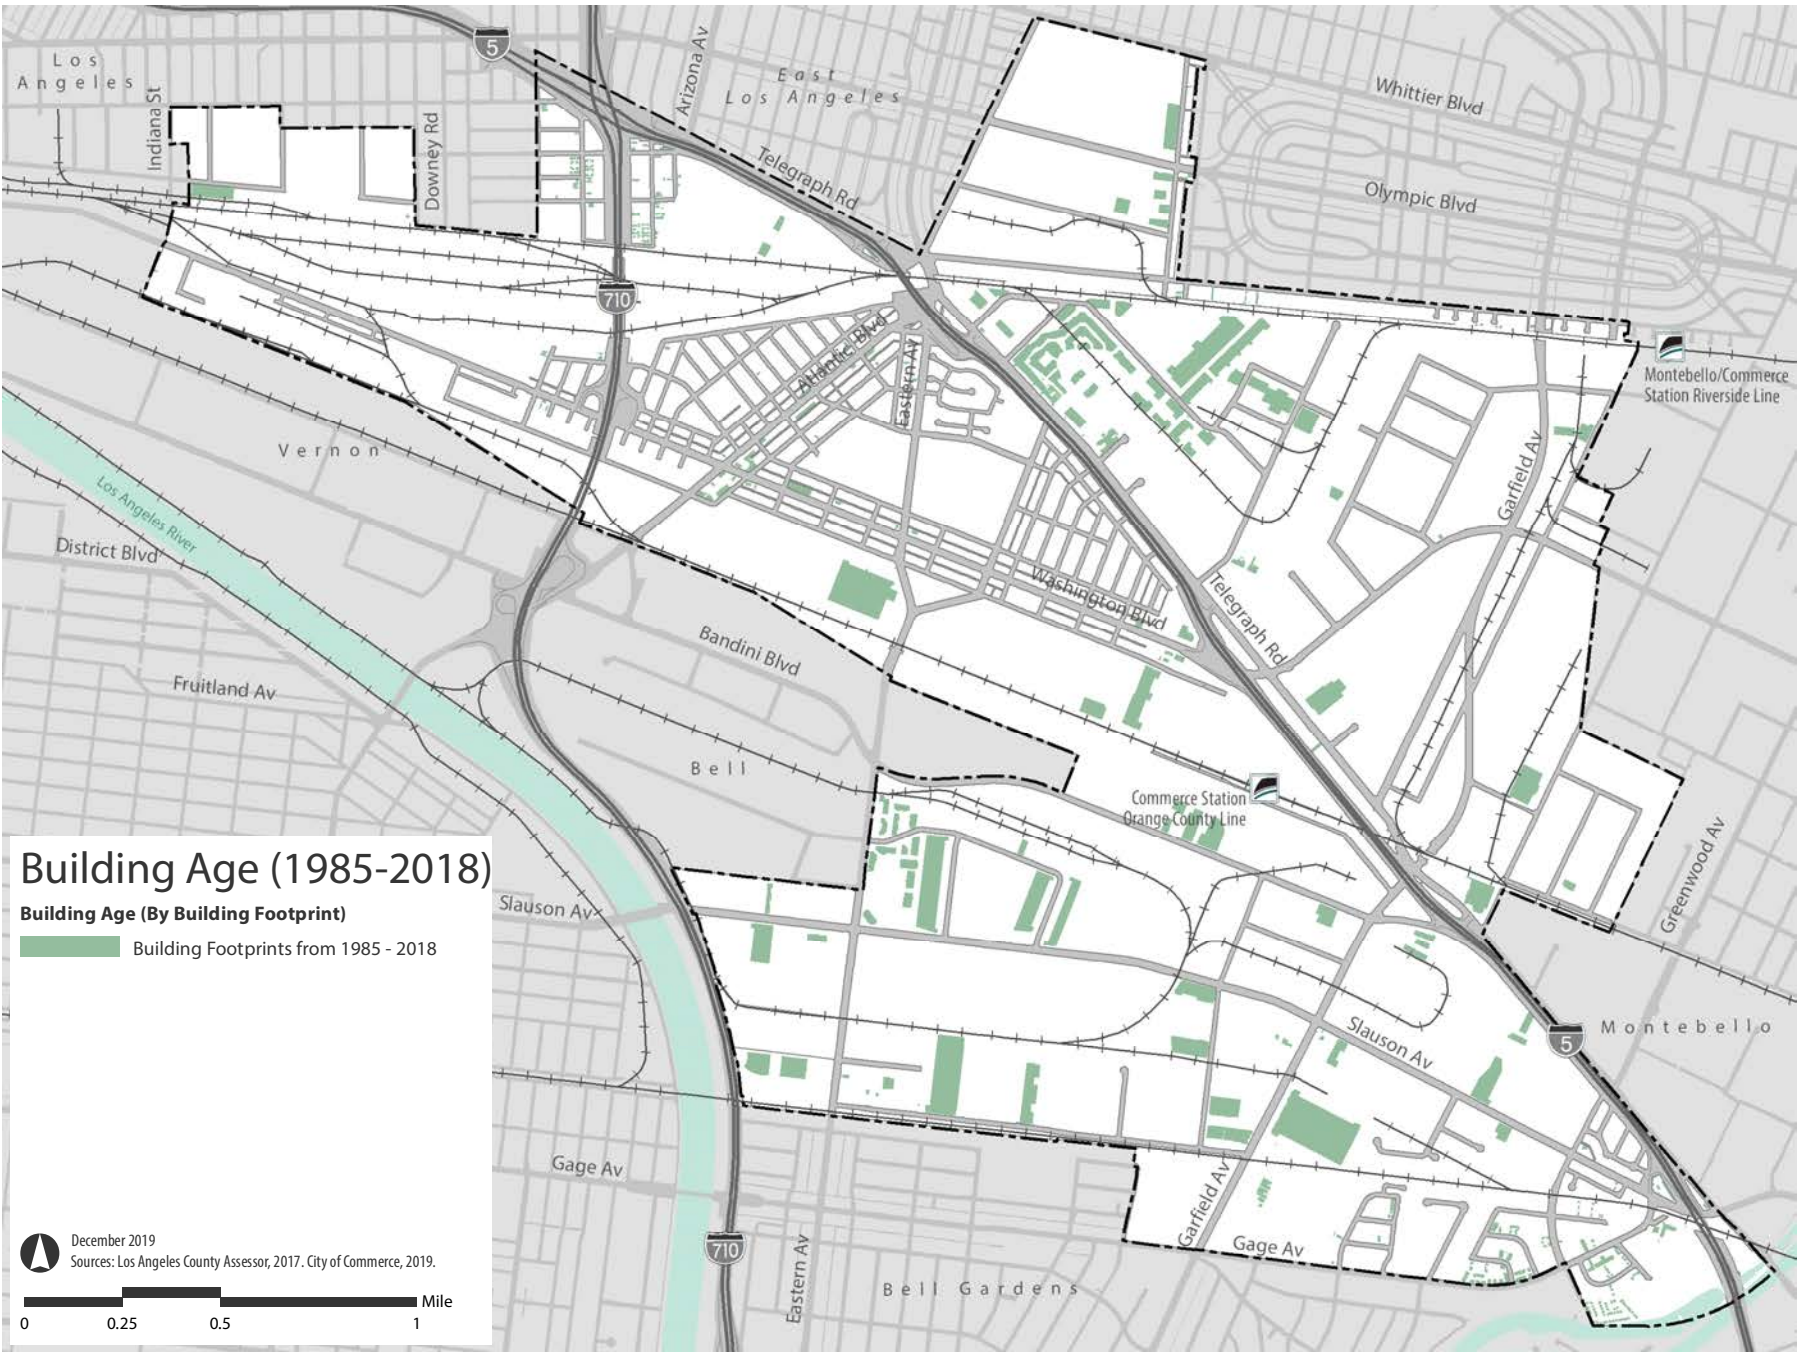 Los
Angeles
Indiana St
Downey Rd
5
Arizona Av
East
Los Angeles
Whittier Blvd
Telegraph Rd
Olympic Blvd
710
Atlantic Blvd
Eastern Av
Montebello/Commerce
Station Riverside Line
Vernon
Garfield Av
Los Angeles River
District Blvd
Washington Blvd
Telegraph Rd
Bandini Blvd
Fruitland Av
Bell
Commerce Station
Orange County Line
Greenwood Av
Slauson Av
Slauson Av
5
Montebello
Gage Av
Garfield Av
710
Eastern Av
Gage Av
Bell Gardens
Building Age (1985-2018)
Building Age (By Building Footprint)
Building Footprints from 1985 - 2018
December 2019
Sources: Los Angeles County Assessor, 2017. City of Commerce, 2019.
Mile
0 0.25 0.5 1